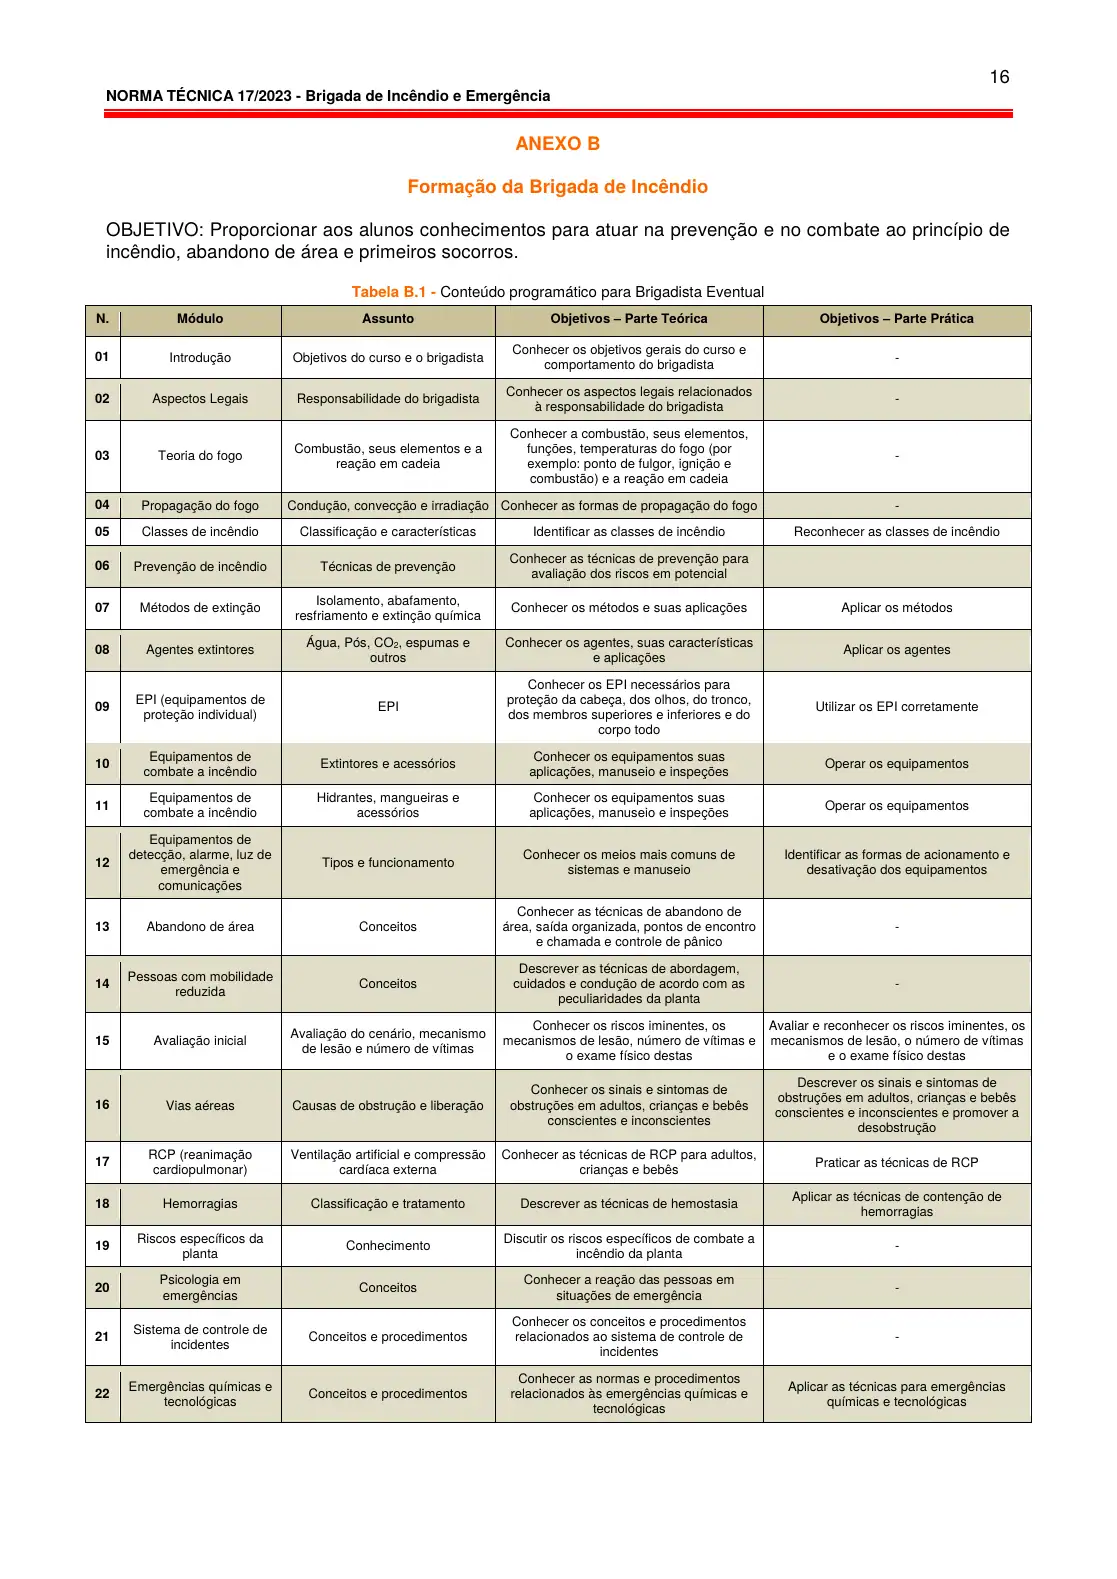 16
NORMA TÉCNICA 17/2023 - Brigada de Incêndio e Emergência
ANEXO B
Formação da Brigada de Incêndio
OBJETIVO: Proporcionar aos alunos conhecimentos para atuar na prevenção e no combate ao princípio de
incêndio, abandono de área e primeiros socorros.
Tabela B.1 - Conteúdo programático para Brigadista Eventual
N. Módulo Assunto Objetivos – Parte Teórica Objetivos – Parte Prática
01
Introdução
Objetivos do curso e o brigadista
Conhecer os objetivos gerais do curso e
comportamento do brigadista
-
02
Aspectos Legais
Responsabilidade do brigadista
Conhecer os aspectos legais relacionados
à responsabilidade do brigadista
-
03
Teoria do fogo
Combustão, seus elementos e a
reação em cadeia
Conhecer a combustão, seus elementos,
funções, temperaturas do fogo (por
exemplo: ponto de fulgor, ignição e
combustão) e a reação em cadeia
-
04
Propagação do fogo
Condução, convecção e irradiação
Conhecer as formas de propagação do fogo
-
05
Classes de incêndio
Classificação e características
Identificar as classes de incêndio
Reconhecer as classes de incêndio
06
Prevenção de incêndio
Técnicas de prevenção
Conhecer as técnicas de prevenção para
avaliação dos riscos em potencial
07
Métodos de extinção
Isolamento, abafamento,
resfriamento e extinção química
Conhecer os métodos e suas aplicações
Aplicar os métodos
08
Agentes extintores
Água, Pós, CO₂, espumas e
outros
Conhecer os agentes, suas características
e aplicações
Aplicar os agentes
09
EPI (equipamentos de
proteção individual)
EPI
Conhecer os EPI necessários para
proteção da cabeça, dos olhos, do tronco,
dos membros superiores e inferiores e do
corpo todo
Utilizar os EPI corretamente
10
Equipamentos de
combate a incêndio
Extintores e acessórios
Conhecer os equipamentos suas
aplicações, manuseio e inspeções
Operar os equipamentos
11
Equipamentos de
combate a incêndio
Hidrantes, mangueiras e
acessórios
Conhecer os equipamentos suas
aplicações, manuseio e inspeções
Operar os equipamentos
12
Equipamentos de
detecção, alarme, luz de
emergência e
comunicações
Tipos e funcionamento
Conhecer os meios mais comuns de
sistemas e manuseio
Identificar as formas de acionamento e
desativação dos equipamentos
13
Abandono de área
Conceitos
Conhecer as técnicas de abandono de
área, saída organizada, pontos de encontro
e chamada e controle de pânico
-
14
Pessoas com mobilidade
reduzida
Conceitos
Descrever as técnicas de abordagem,
cuidados e condução de acordo com as
peculiaridades da planta
-
15
Avaliação inicial
Avaliação do cenário, mecanismo
de lesão e número de vítimas
Conhecer os riscos iminentes, os
mecanismos de lesão, número de vítimas e
o exame físico destas
Avaliar e reconhecer os riscos iminentes, os
mecanismos de lesão, o número de vítimas
e o exame físico destas
16
Vias aéreas
Causas de obstrução e liberação
Conhecer os sinais e sintomas de
obstruções em adultos, crianças e bebês
conscientes e inconscientes
Descrever os sinais e sintomas de
obstruções em adultos, crianças e bebês
conscientes e inconscientes e promover a
desobstrução
17
RCP (reanimação
cardiopulmonar)
Ventilação artificial e compressão
cardíaca externa
Conhecer as técnicas de RCP para adultos,
crianças e bebês
Praticar as técnicas de RCP
18
Hemorragias
Classificação e tratamento
Descrever as técnicas de hemostasia
Aplicar as técnicas de contenção de
hemorragias
19
Riscos específicos da
planta
Conhecimento
Discutir os riscos específicos de combate a
incêndio da planta
-
20
Psicologia em
emergências
Conceitos
Conhecer a reação das pessoas em
situações de emergência
-
21
Sistema de controle de
incidentes
Conceitos e procedimentos
Conhecer os conceitos e procedimentos
relacionados ao sistema de controle de
incidentes
-
22
Emergências químicas e
tecnológicas
Conceitos e procedimentos
Conhecer as normas e procedimentos
relacionados às emergências químicas e
tecnológicas
Aplicar as técnicas para emergências
químicas e tecnológicas